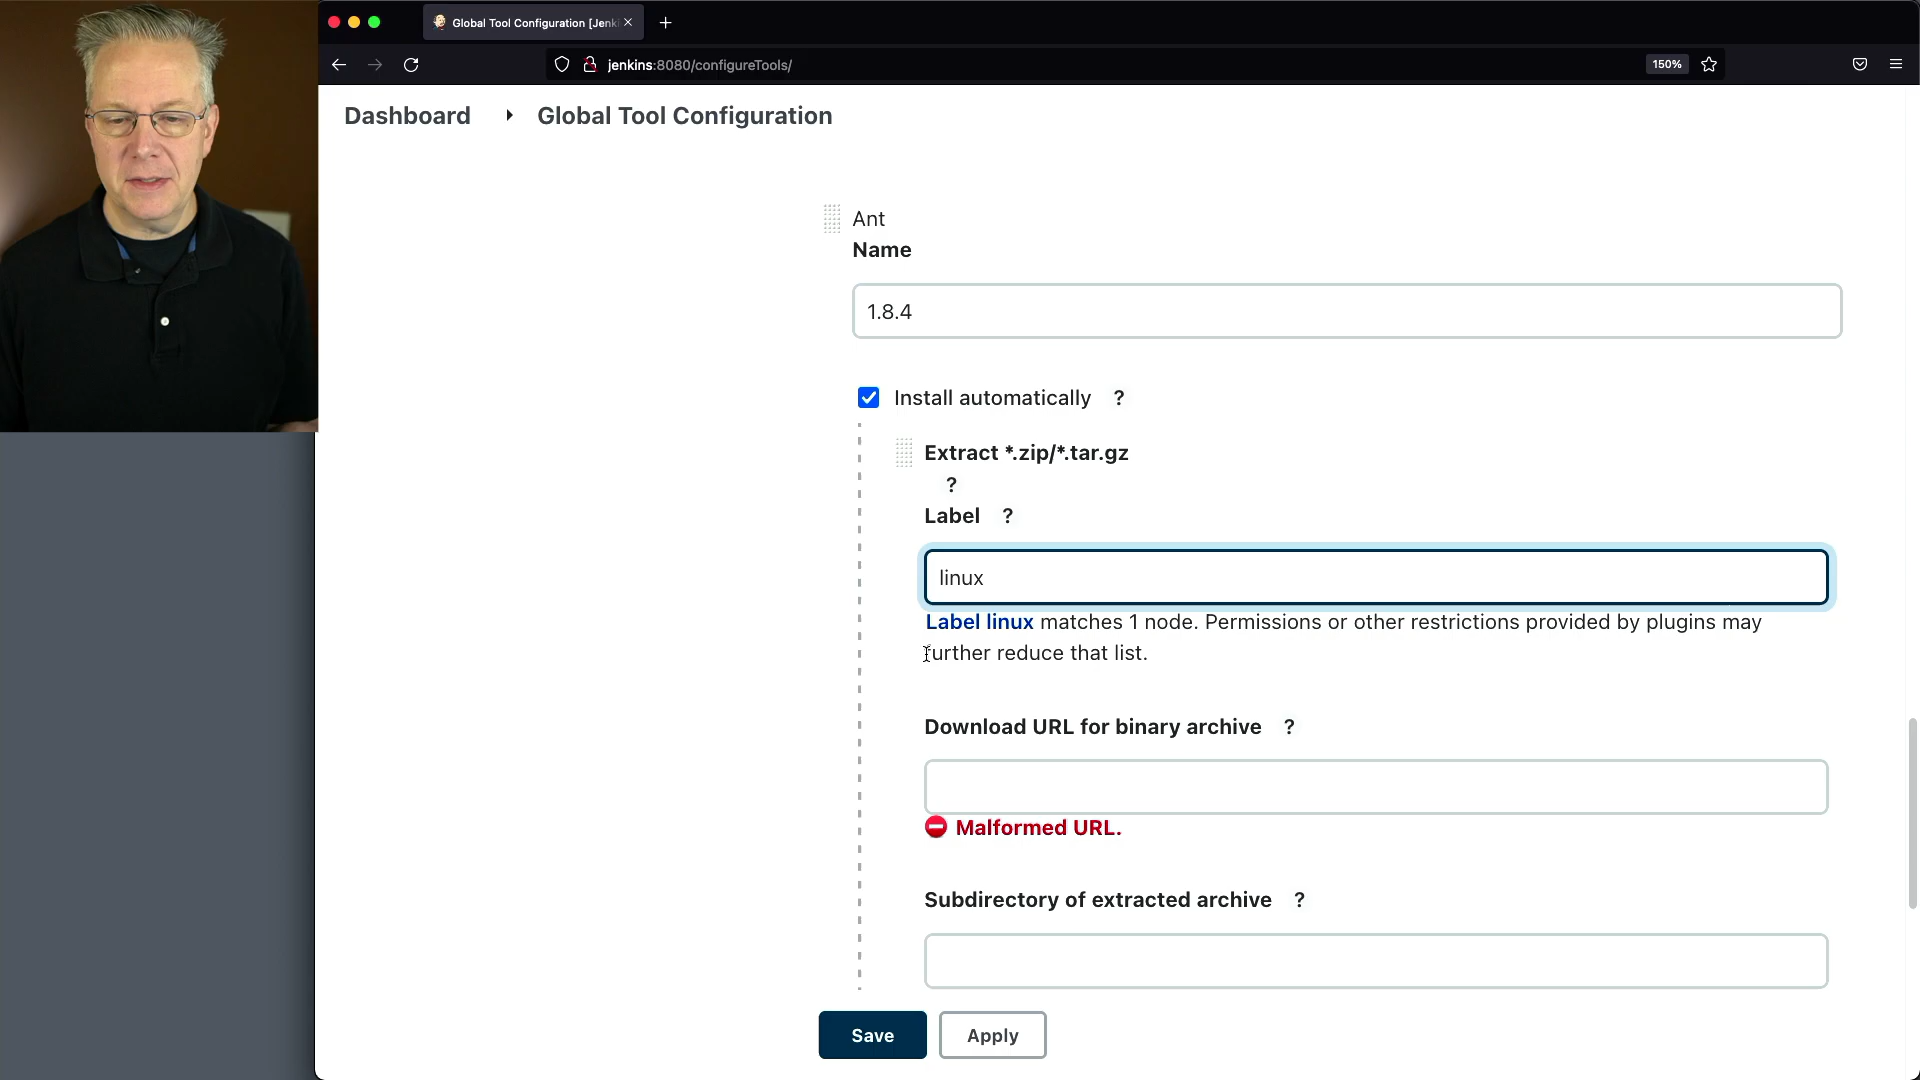 Global Tool Configuration [Jenki
jenkins:8080/configureTools/
150%
Dashboard
Global Tool Configuration
Ant
Name
1.8.4
Install automatically ?
Extract *.zip/*.tar.gz
?
Label ?
linux
Label linux matches 1 node. Permissions or other restrictions provided by plugins may
further reduce that list.
Download URL for binary archive ?
Malformed URL.
Subdirectory of extracted archive ?
Save
Apply